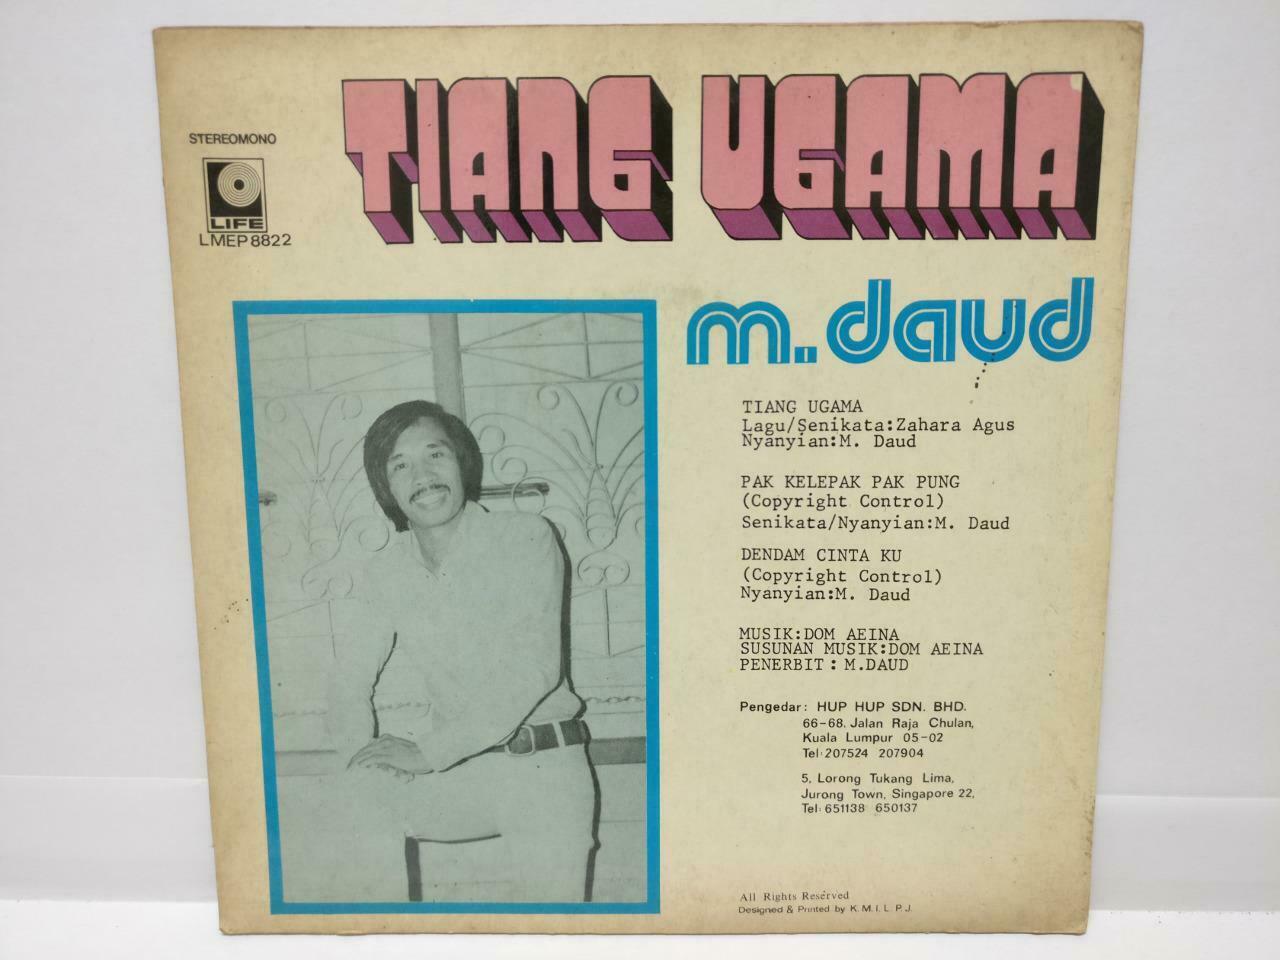 TIANG UGAMA
STEREOMONO
LIFE
LMEP 8822
m.daud
TIANG UGAMA
Lagu/Senikata:Zahara Agus
Nyanyian:M. Daud
PAK KELEPAK PAK PUNG
(Copyright Control)
Senikata/Nyanyian:M. Daud
DENDAM CINTA KU
(Copyright Control)
Nyanyian:M. Daud
MUSIK:DOM AEINA
SUSUNAN MUSIK:DOM AEINA
PENERBIT : M.DAUD
Pengedar: HUP HUP SDN. BHD.
66-68, Jalan Raja Chulan,
Kuala Lumpur 05-02
Tel: 207524 207904
5, Lorong Tukang Lima,
Jurong Town, Singapore 22,
Tel: 651138 650137
All Rights Reserved
Designed & Printed by K.M.I.L.P.J.